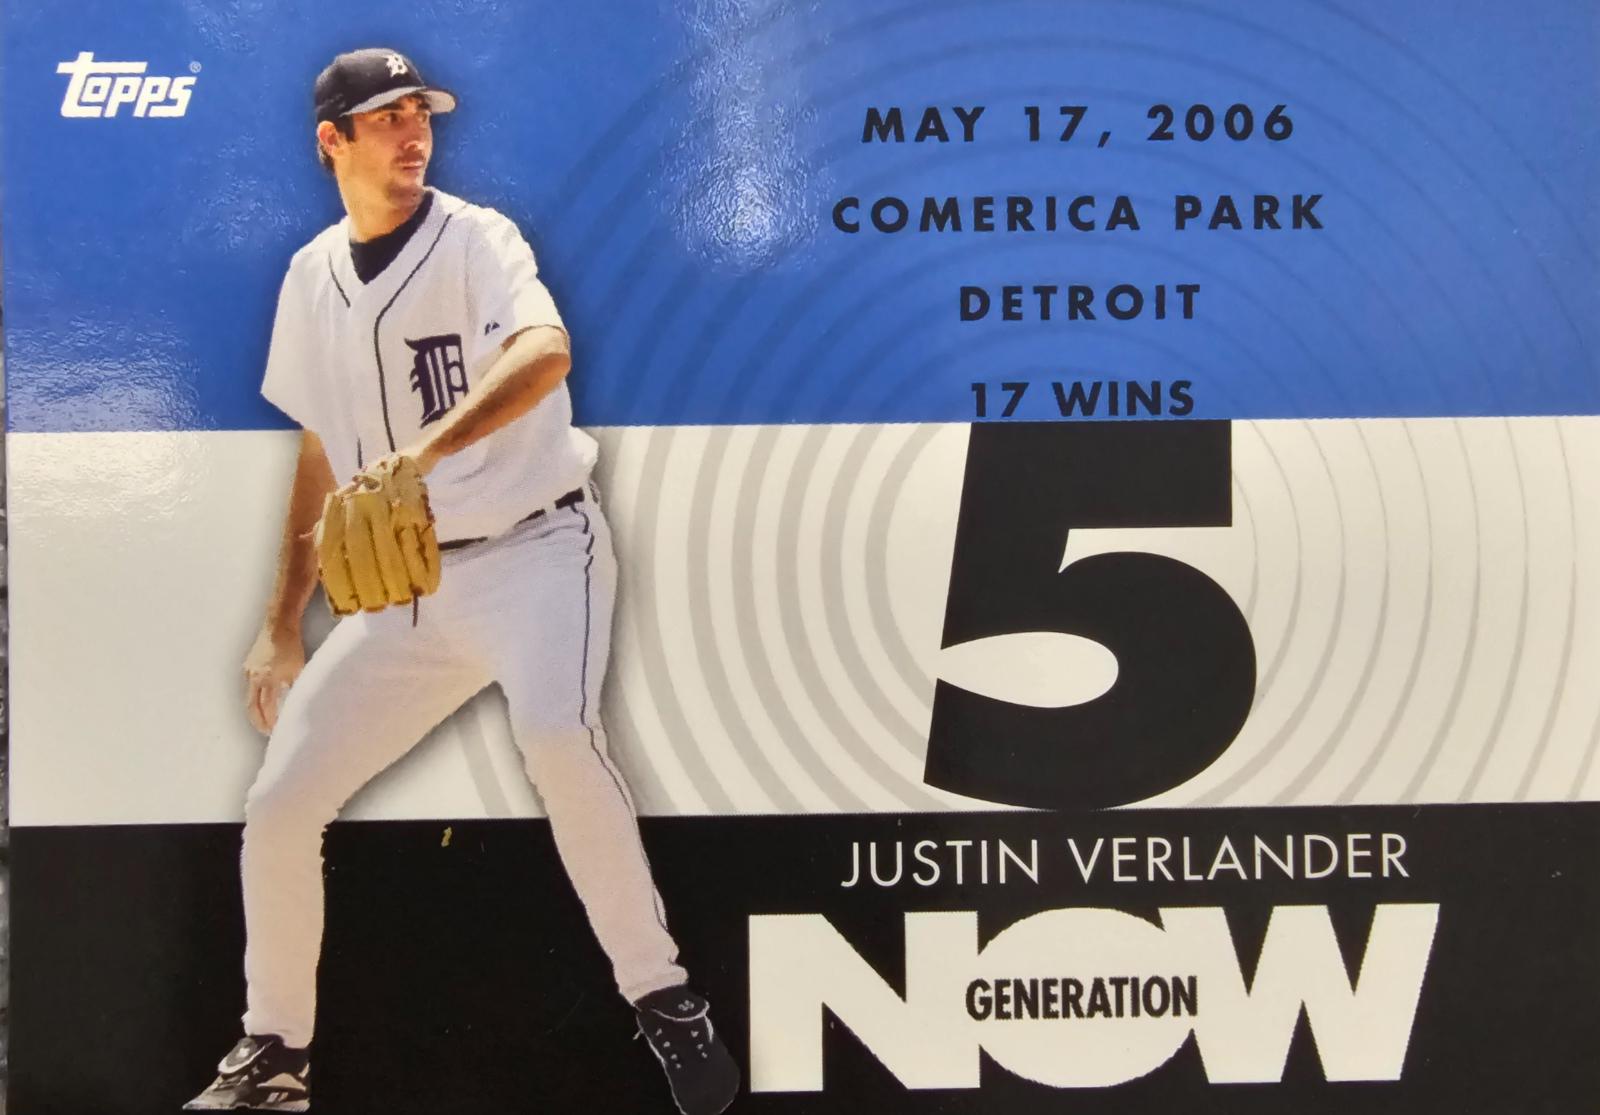 Topps®
MAY 17, 2006
COMERICA PARK
DETROIT
17 WINS
5
JUSTIN VERLANDER
NOW
GENERATION